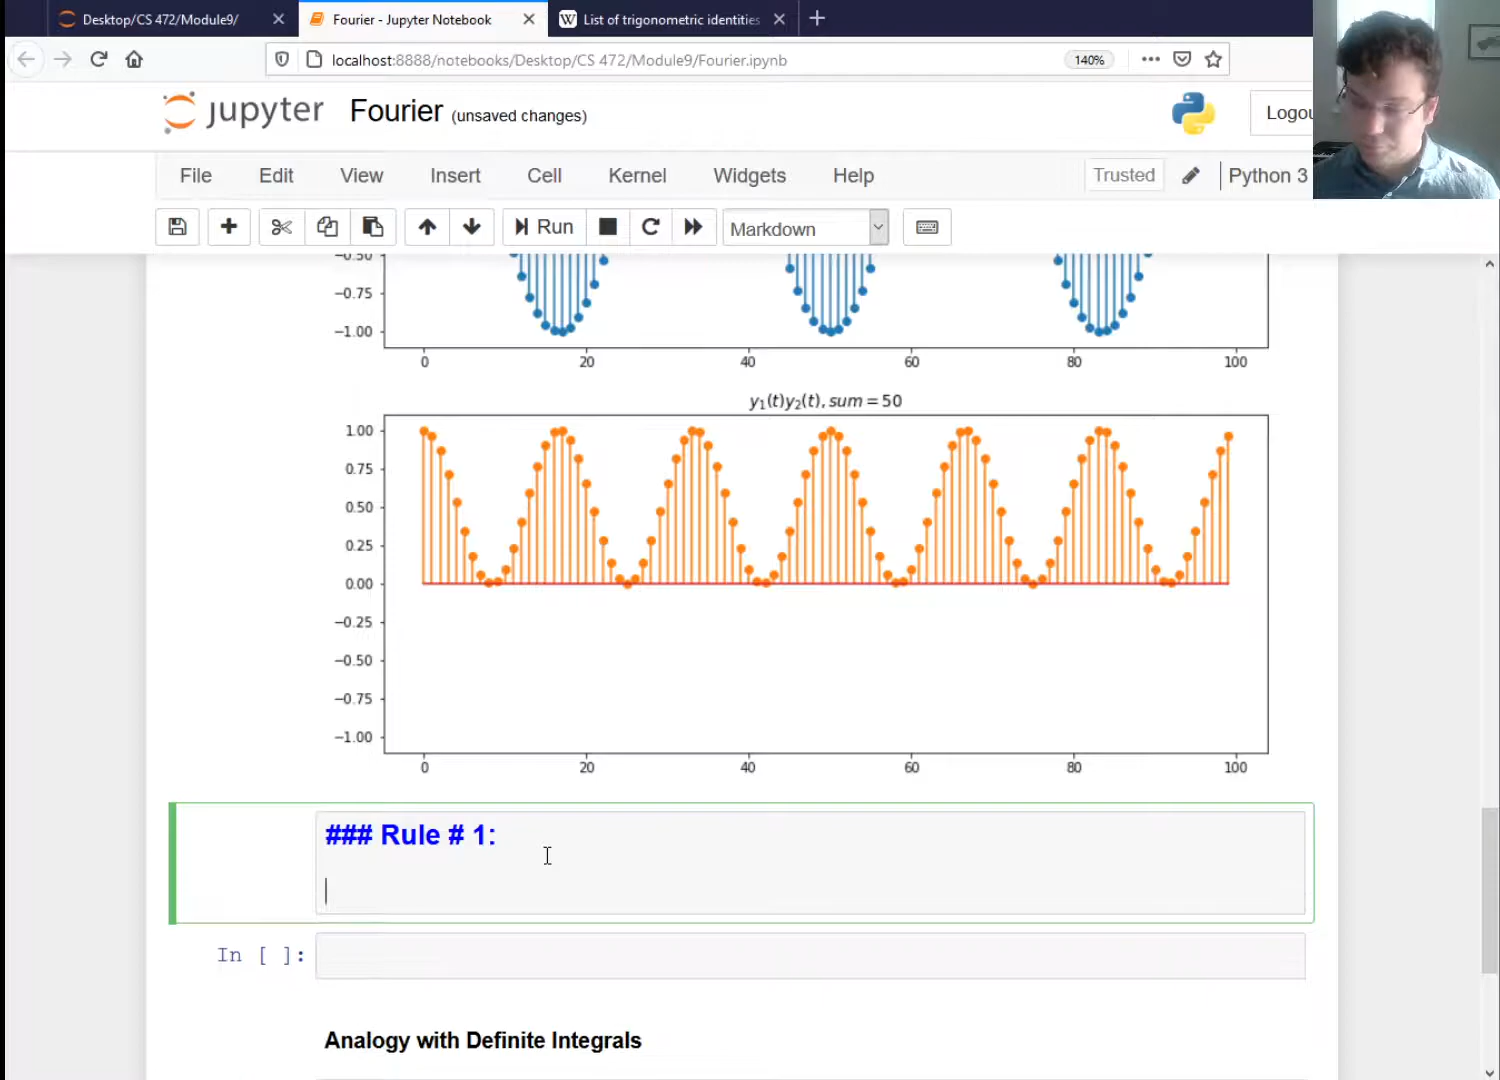 Desktop/CS 472/Module9/
Fourier - Jupyter Notebook
W List of trigonometric identities
localhost:8888/notebooks/Desktop/CS 472/Module9/Fourier.ipynb
140%
jupyter Fourier (unsaved changes)
Logou
File Edit View Insert Cell Kernel Widgets Help
Trusted
Python 3
Run
Markdown
−0.50
−0.75
−1.00
0 20 40 60 80 100
y₁(t)y₂(t), sum = 50
1.00
0.75
0.50
0.25
0.00
−0.25
−0.50
−0.75
−1.00
0 20 40 60 80 100
### Rule # 1:
In [ ]:
Analogy with Definite Integrals